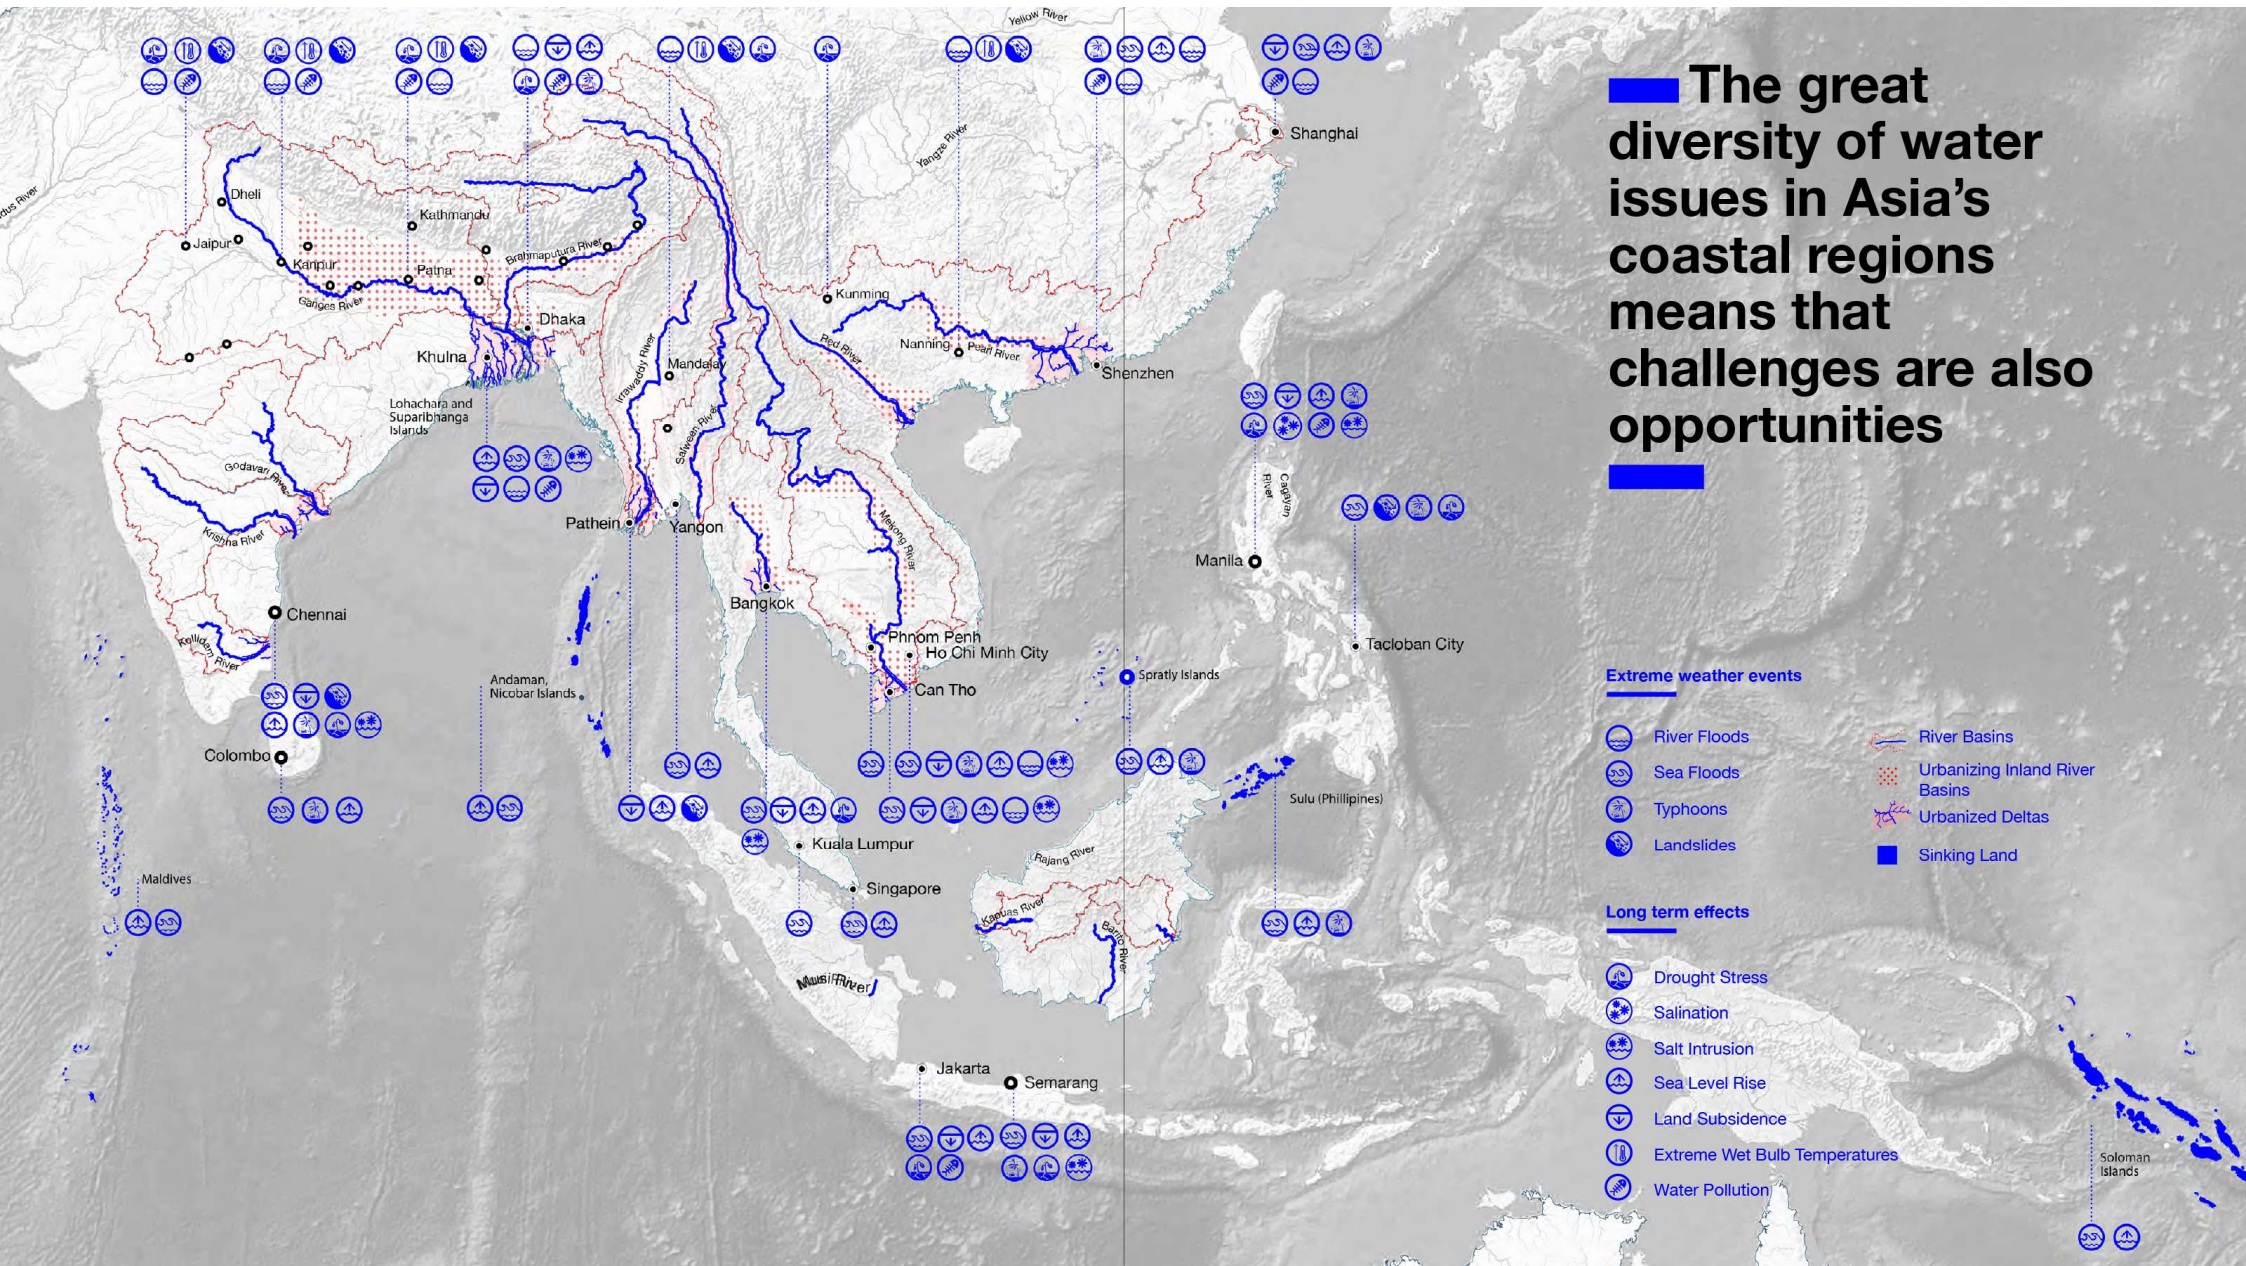 The great
diversity of water
issues in Asia's
coastal regions
means that
challenges are also
opportunities
Yellow River
Yangze River
Shanghai
Dheli
Kathmandu
Jaipur
Brahmaputura River
Kanpur
Patna
Ganges River
Kunming
Dhaka
Red River
Nanning
Pearl River
Khulna
Irrawaddy River
Mandalay
Shenzhen
Lohachara and
Suparibhanga
Islands
Salween River
Godavari River
Krishna River
Cagayan
River
Pathein
Yangon
Mekong River
Manila
Bangkok
Chennai
Kollidam River
Phnom Penh
Ho Chi Minh City
Tacloban City
Andaman,
Nicobar Islands
Can Tho
Spratly Islands
Colombo
Sulu (Phillipines)
Kuala Lumpur
Rajang River
Maldives
Singapore
Kapuas River
Barito River
Musi River
Jakarta
Semarang
Soloman
Islands
Extreme weather events
River Floods
Sea Floods
Typhoons
Landslides
River Basins
Urbanizing Inland River
Basins
Urbanized Deltas
Sinking Land
Long term effects
Drought Stress
Salination
Salt Intrusion
Sea Level Rise
Land Subsidence
Extreme Wet Bulb Temperatures
Water Pollution